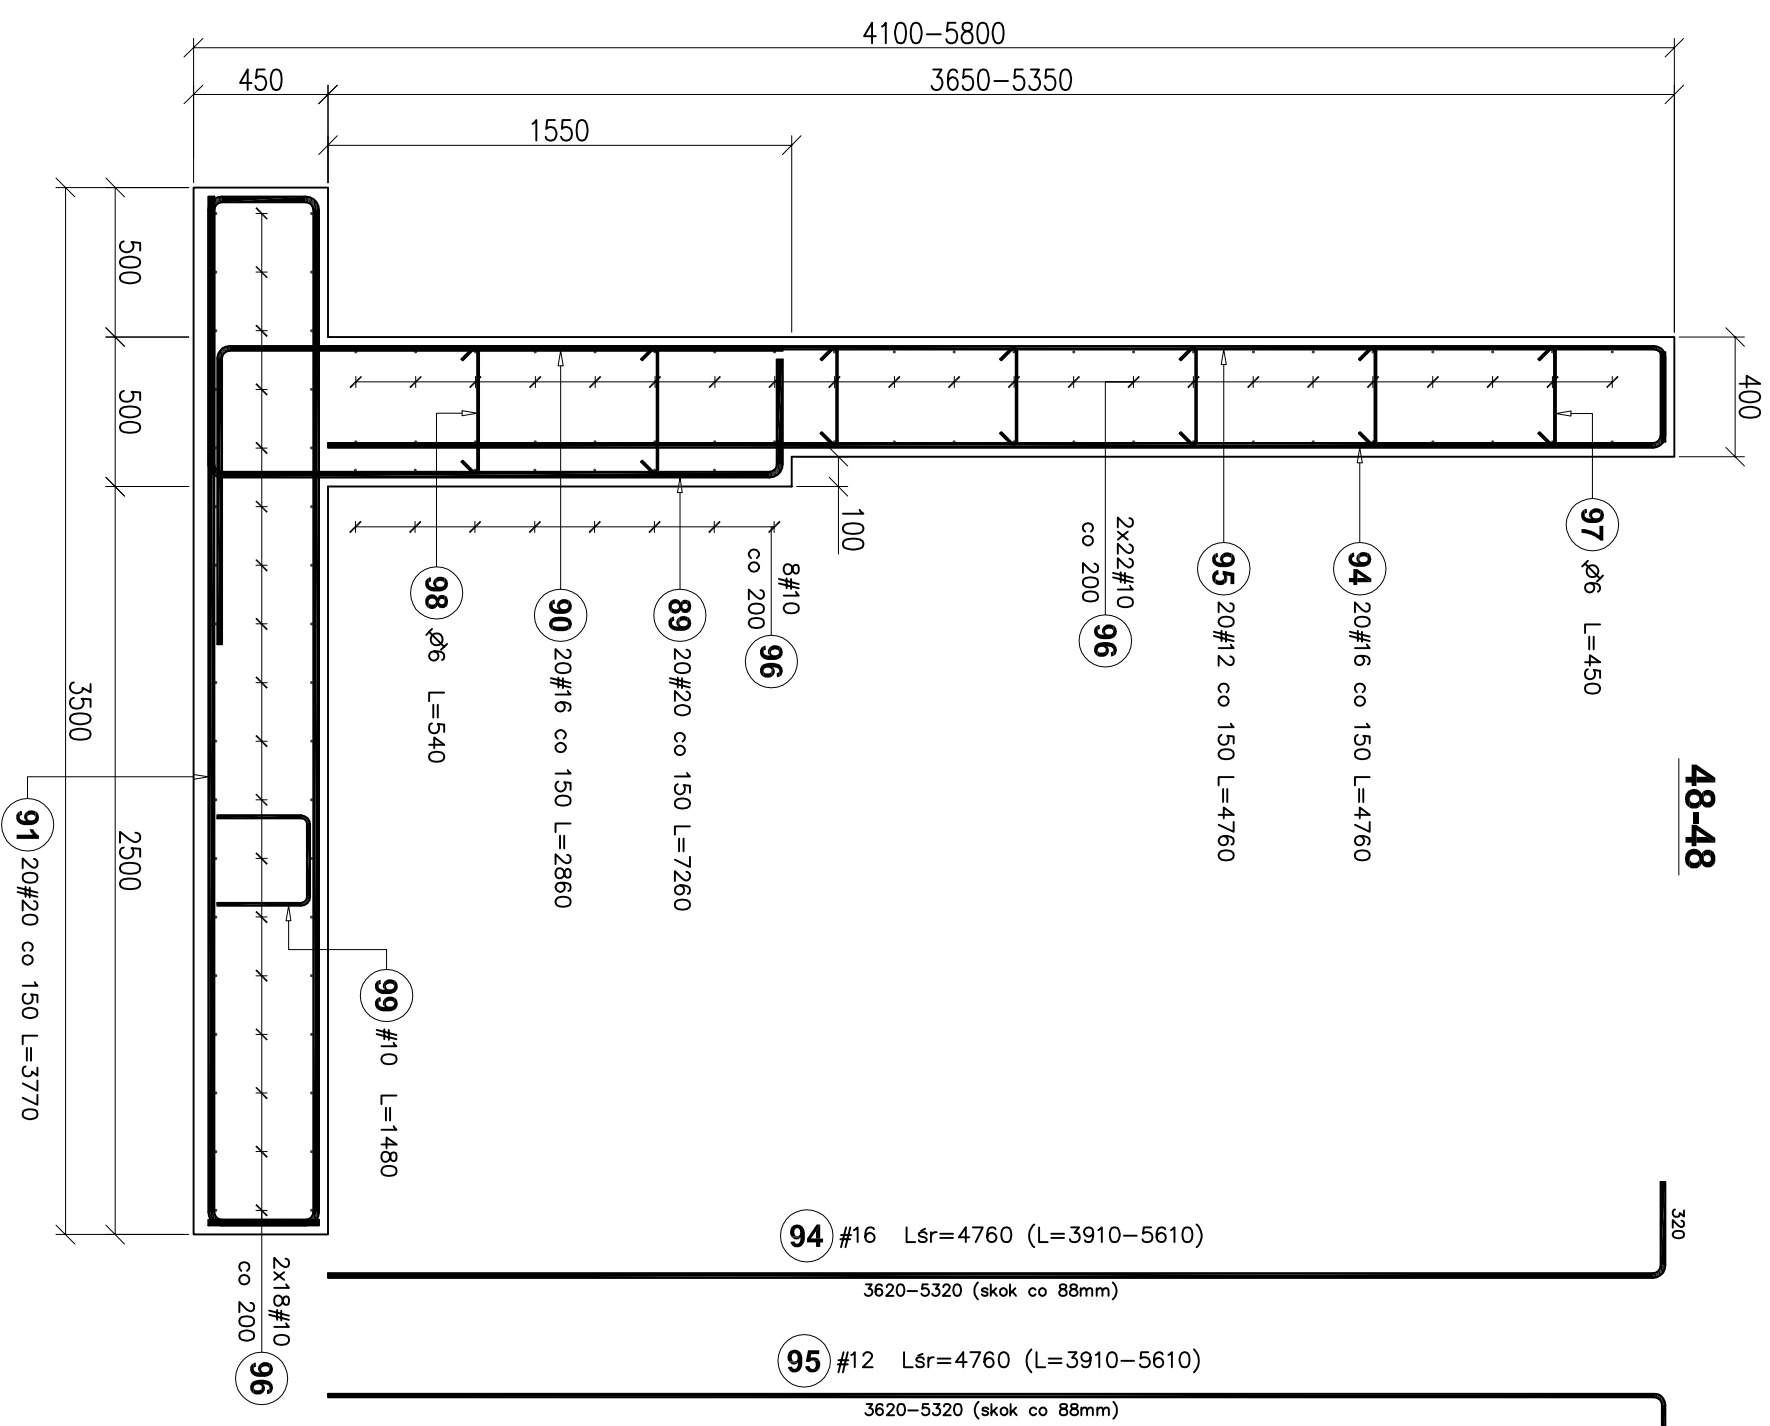 4100–5800
450
3650–5350
1550
500
500
2500
3500
400
100
48-48
97 Ø6 L=450
94 20#16 co 150 L=4760
95 20#12 co 150 L=4760
2x22#10
co 200
96
8#10
co 200
96
89 20#20 co 150 L=7260
90 20#16 co 150 L=2860
98 Ø6 L=540
99 #10 L=1480
91 20#20 co 150 L=3770
2x18#10
co 200
96
320
94 #16 Lśr=4760 (L=3910–5610)
3620–5320 (skok co 88mm)
95 #12 Lśr=4760 (L=3910–5610)
3620–5320 (skok co 88mm)